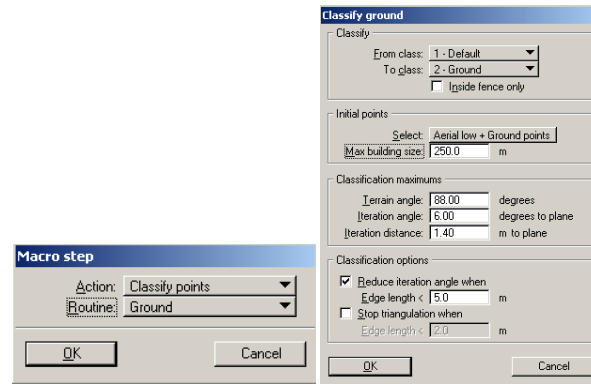 Macro step
Action: Classify points
Routine: Ground
OK Cancel
Classify ground
Classify
From class: 1 - Default
To class: 2 - Ground
Inside fence only
Initial points
Select: Aerial low + Ground points
Max building size: 250.0 m
Classification maximums
Terrain angle: 88.00 degrees
Iteration angle: 6.00 degrees to plane
Iteration distance: 1.40 m to plane
Classification options
Reduce iteration angle when
Edge length < 5.0 m
Stop triangulation when
Edge length < 2.0 m
OK Cancel